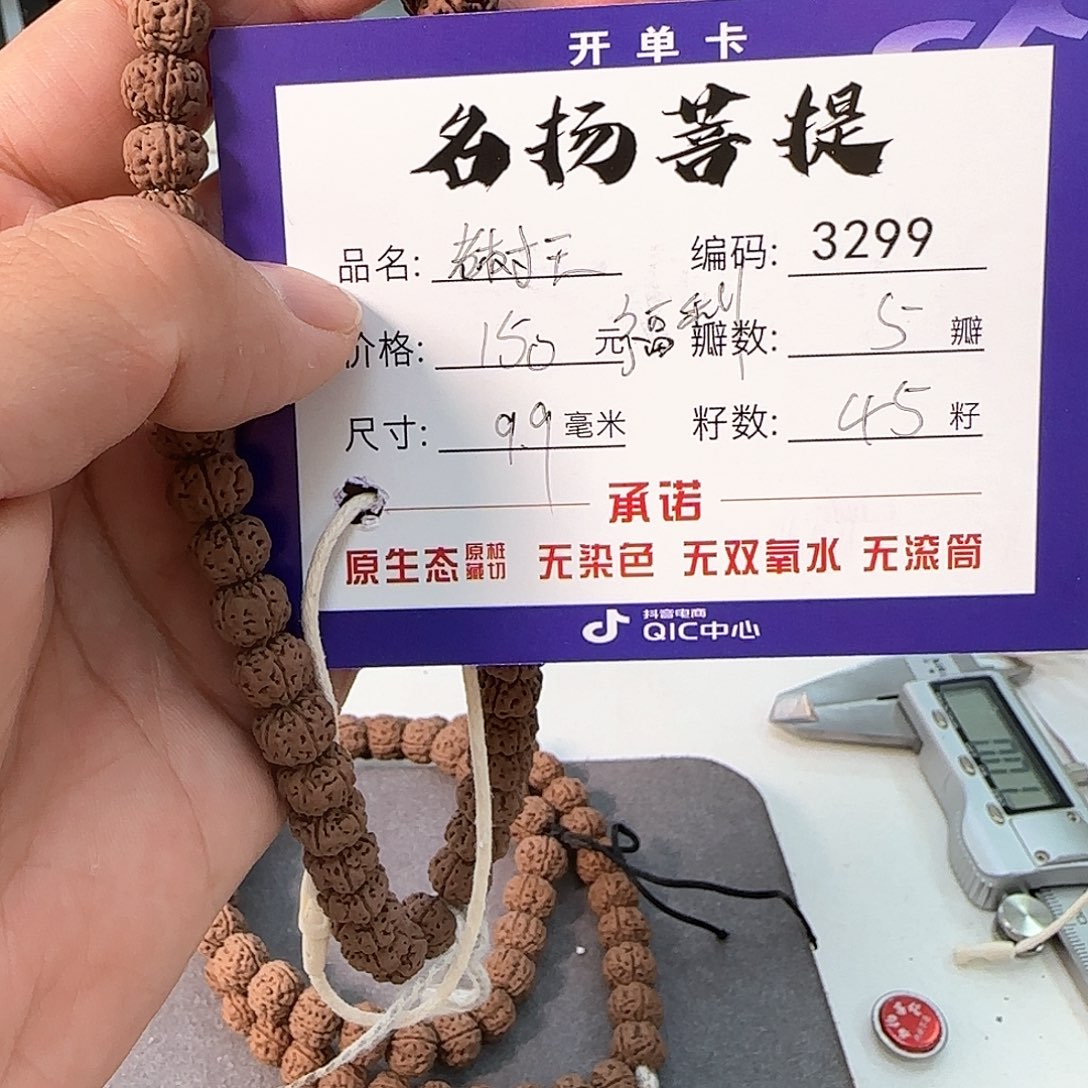 开单卡
名扬菩提
品名: 老树王 编码: 3299
价格: 150 元 福利 瓣数: 5 瓣
尺寸: 9.9 毫米 籽数: 45 籽
承诺
原生态 原桩藏切 无染色 无双氧水 无滚筒
抖音电商
QIC中心